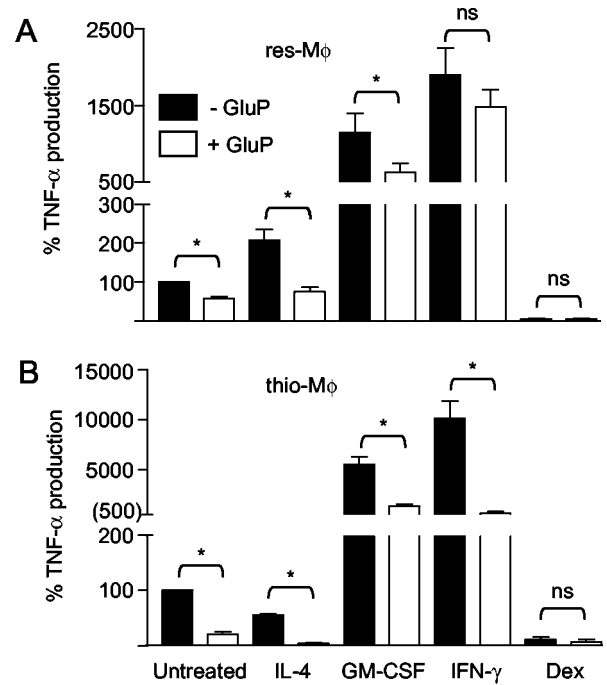 A
res-Mϕ
ns
% TNF-α production
2500
1500
500
300
200
100
- GluP
+ GluP
*
*
*
ns
B
thio-Mϕ
% TNF-α production
15000
10000
5000
(500)
200
100
*
*
*
*
ns
Untreated IL-4 GM-CSF IFN-γ Dex